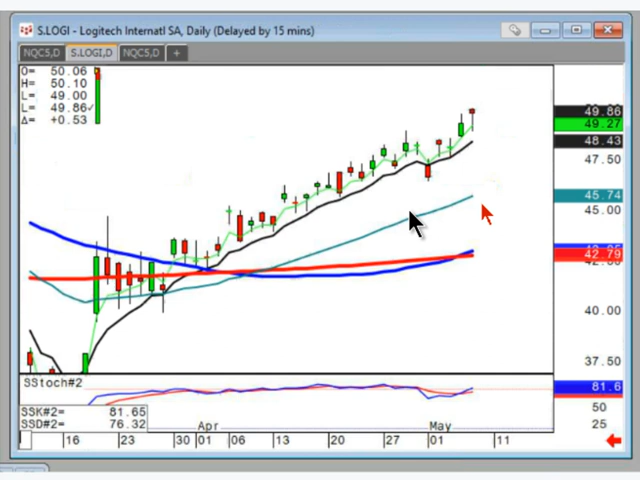 S.LOGI - Logitech Internatl SA, Daily (Delayed by 15 mins)
NQC5,D S.LOGI,D NQC5,D +
O= 50.06
H= 50.10
L= 49.00
L= 49.86✓
Δ= +0.53
49.86
49.27
48.43
47.50
45.74
45.00
42.79
40.00
37.50
SStoch#2
81.6
SSK#2= 81.65
SSD#2= 76.32
50
25
Apr May
16 23 30 01 06 13 20 27 01 11